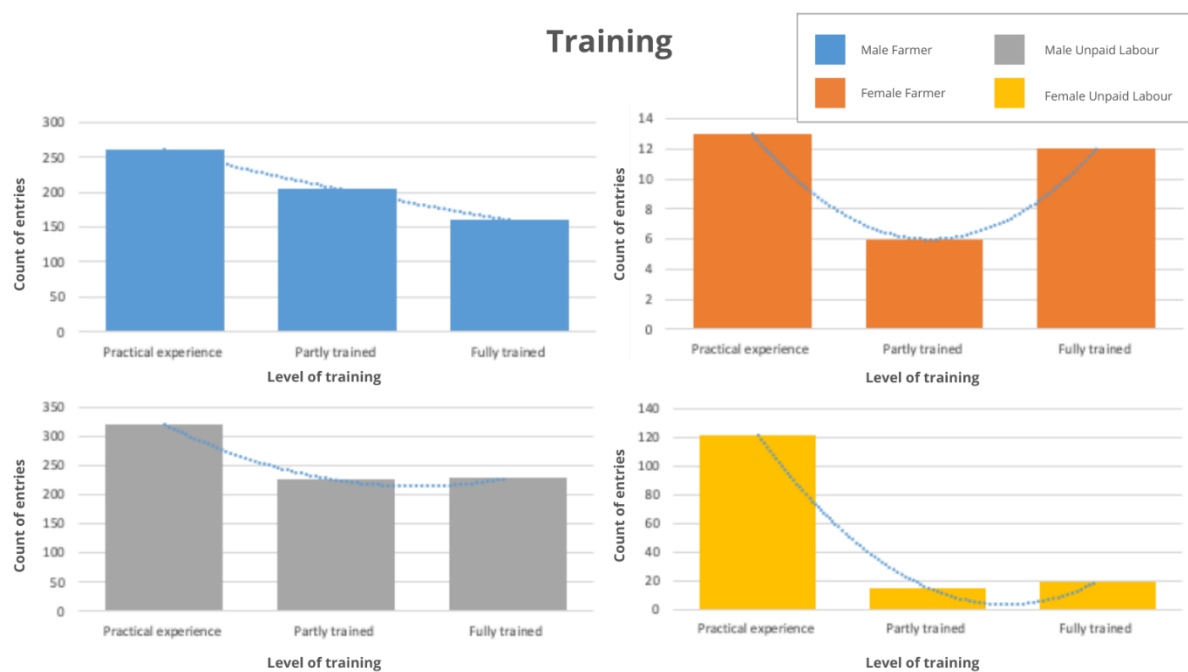 Training
Male Farmer
Male Unpaid Labour
Female Farmer
Female Unpaid Labour
Count of entries
300
250
200
150
100
50
0
Practical experience
Partly trained
Fully trained
Level of training
Count of entries
14
12
10
8
6
4
2
0
Practical experience
Partly trained
Fully trained
Level of training
Count of entries
350
300
250
200
150
100
50
0
Practical experience
Partly trained
Fully trained
Level of training
Count of entries
140
120
100
80
60
40
20
0
Practical experience
Partly trained
Fully trained
Level of training